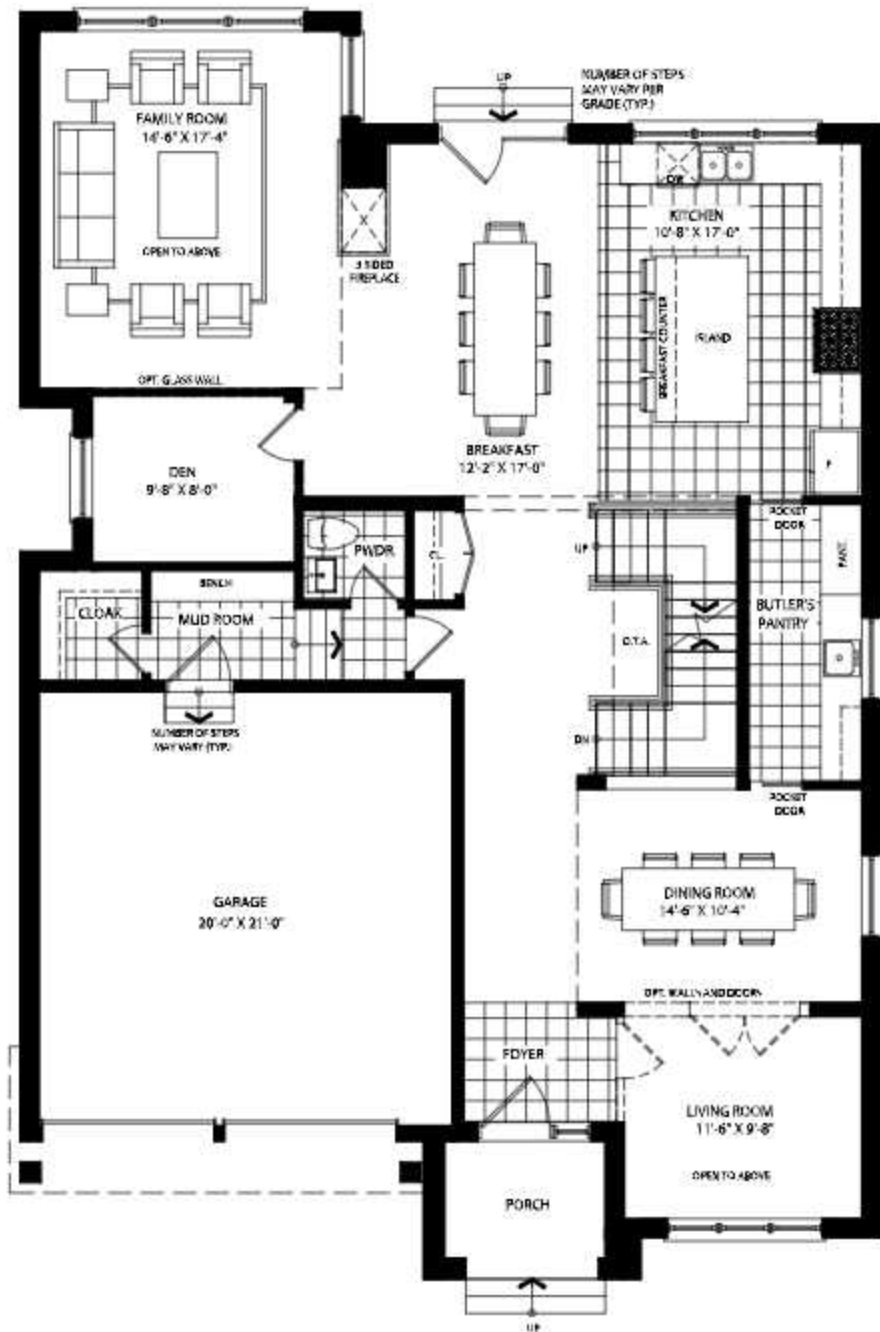 UP
NUMBER OF STEPS
MAY VARY PER
GRADE (TYP.)
FAMILY ROOM
14'-6" X 17'-4"
OPEN TO ABOVE
X
3 SIDED
FIREPLACE
DW
KITCHEN
10'-8" X 17'-0"
BREAKFAST COUNTER
ISLAND
OPT. GLASS WALL
BREAKFAST
12'-2" X 17'-0"
F
DEN
9'-8" X 8'-0"
POCKET
DOOR
PWDR
CL.
UP
PANT.
BENCH
CLOAK
MUD ROOM
BUTLER'S
PANTRY
O.T.A.
NUMBER OF STEPS
MAY VARY (TYP.)
DN
POCKET
DOOR
GARAGE
20'-0" X 21'-0"
DINING ROOM
14'-6" X 10'-4"
OPT. WALLS AND DOORS
FOYER
LIVING ROOM
11'-6" X 9'-8"
OPEN TO ABOVE
PORCH
UP